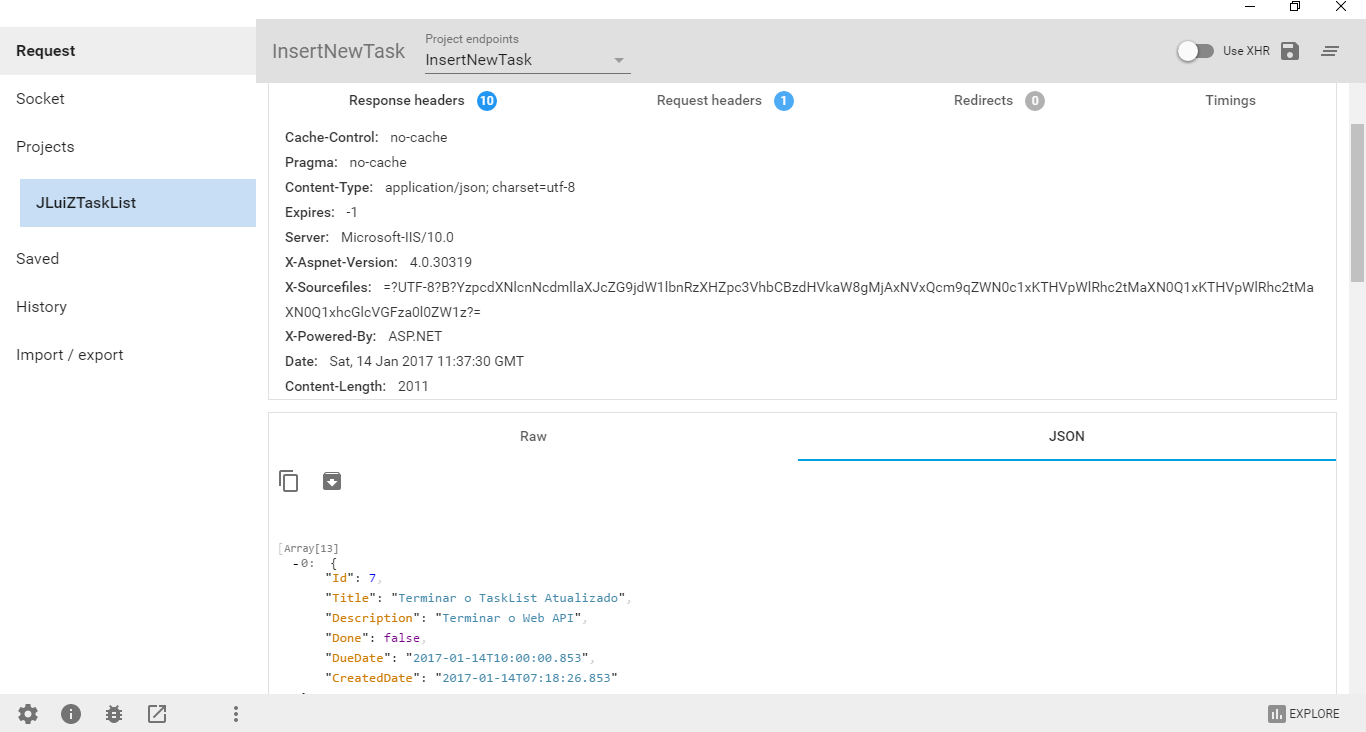 Request
Socket
Projects
JLuiZTaskList
Saved
History
Import / export
InsertNewTask
Project endpoints
InsertNewTask
Use XHR
Response headers 10
Request headers 1
Redirects 0
Timings
Cache-Control: no-cache
Pragma: no-cache
Content-Type: application/json; charset=utf-8
Expires: -1
Server: Microsoft-IIS/10.0
X-Aspnet-Version: 4.0.30319
X-Sourcefiles: =?UTF-8?B?YzpcdXNlcnNcdmllaXJcZG9jdW1lbnRzXHZpc3VhbCBzdHVkaW8gMjAxNVxQcm9qZWN0c1xKTHVpWlRhc2tMaXN0Q1xKTHVpWlRhc2tMa
XN0Q1xhcGlcVGFza0l0ZW1z?=
X-Powered-By: ASP.NET
Date: Sat, 14 Jan 2017 11:37:30 GMT
Content-Length: 2011
Raw
JSON
[Array[13]
-0: {
"Id": 7,
"Title": "Terminar o TaskList Atualizado",
"Description": "Terminar o Web API",
"Done": false,
"DueDate": "2017-01-14T10:00:00.853",
"CreatedDate": "2017-01-14T07:18:26.853"
EXPLORE